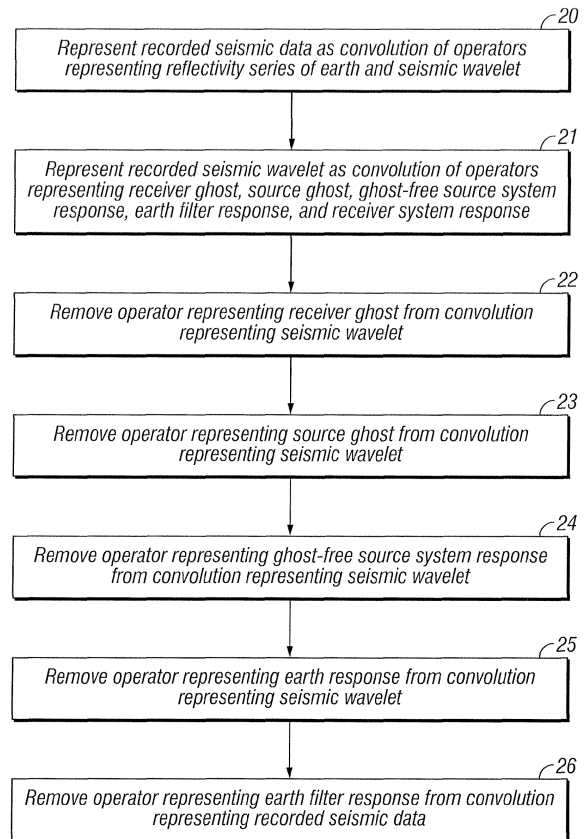 20
Represent recorded seismic data as convolution of operators
representing reflectivity series of earth and seismic wavelet
21
Represent recorded seismic wavelet as convolution of operators
representing receiver ghost, source ghost, ghost-free source system
response, earth filter response, and receiver system response
22
Remove operator representing receiver ghost from convolution
representing seismic wavelet
23
Remove operator representing source ghost from convolution
representing seismic wavelet
24
Remove operator representing ghost-free source system response
from convolution representing seismic wavelet
25
Remove operator representing earth response from convolution
representing seismic wavelet
26
Remove operator representing earth filter response from convolution
representing recorded seismic data